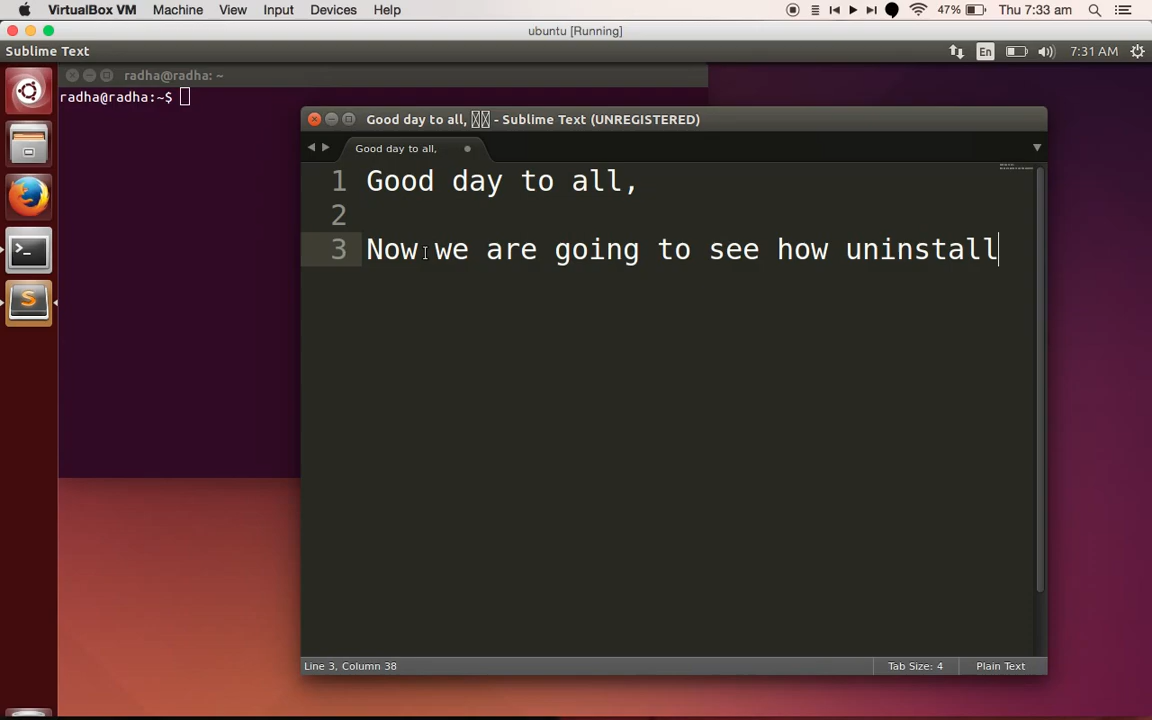 VirtualBox VM Machine View Input Devices Help 47% Thu 7:33 am
ubuntu [Running]
Sublime Text En 7:31 AM
radha@radha: ~
radha@radha:~$
Good day to all, - Sublime Text (UNREGISTERED)
Good day to all,
1 Good day to all,
2
3 Now we are going to see how uninstall
Line 3, Column 38 Tab Size: 4 Plain Text